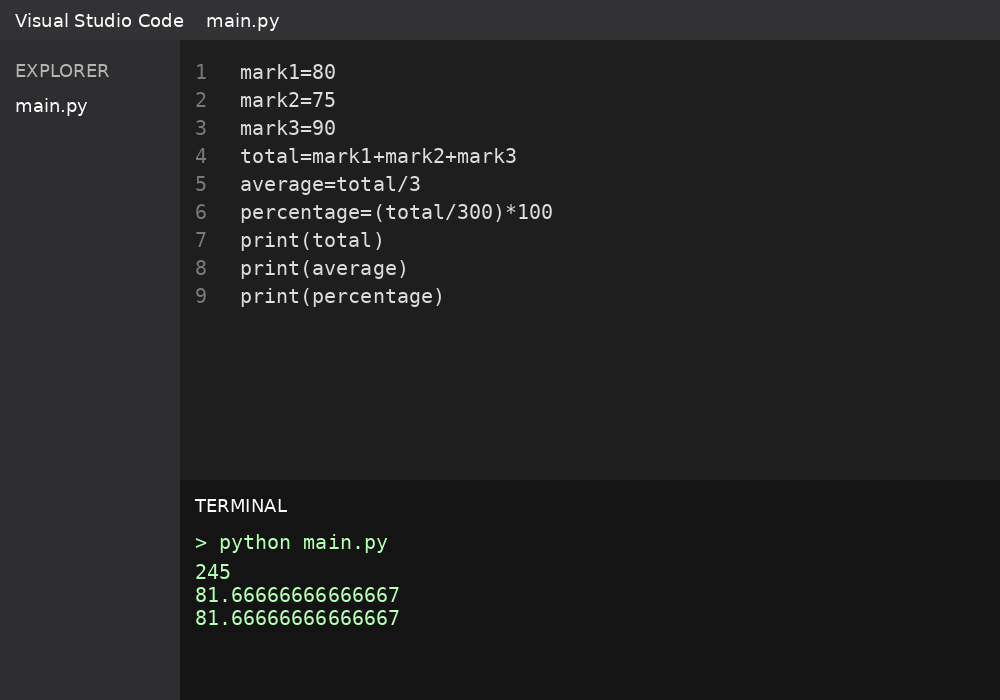 Visual Studio Code main.py
EXPLORER
main.py
1 mark1=80
2 mark2=75
3 mark3=90
4 total=mark1+mark2+mark3
5 average=total/3
6 percentage=(total/300)*100
7 print(total)
8 print(average)
9 print(percentage)
TERMINAL
> python main.py
245
81.66666666666667
81.66666666666667